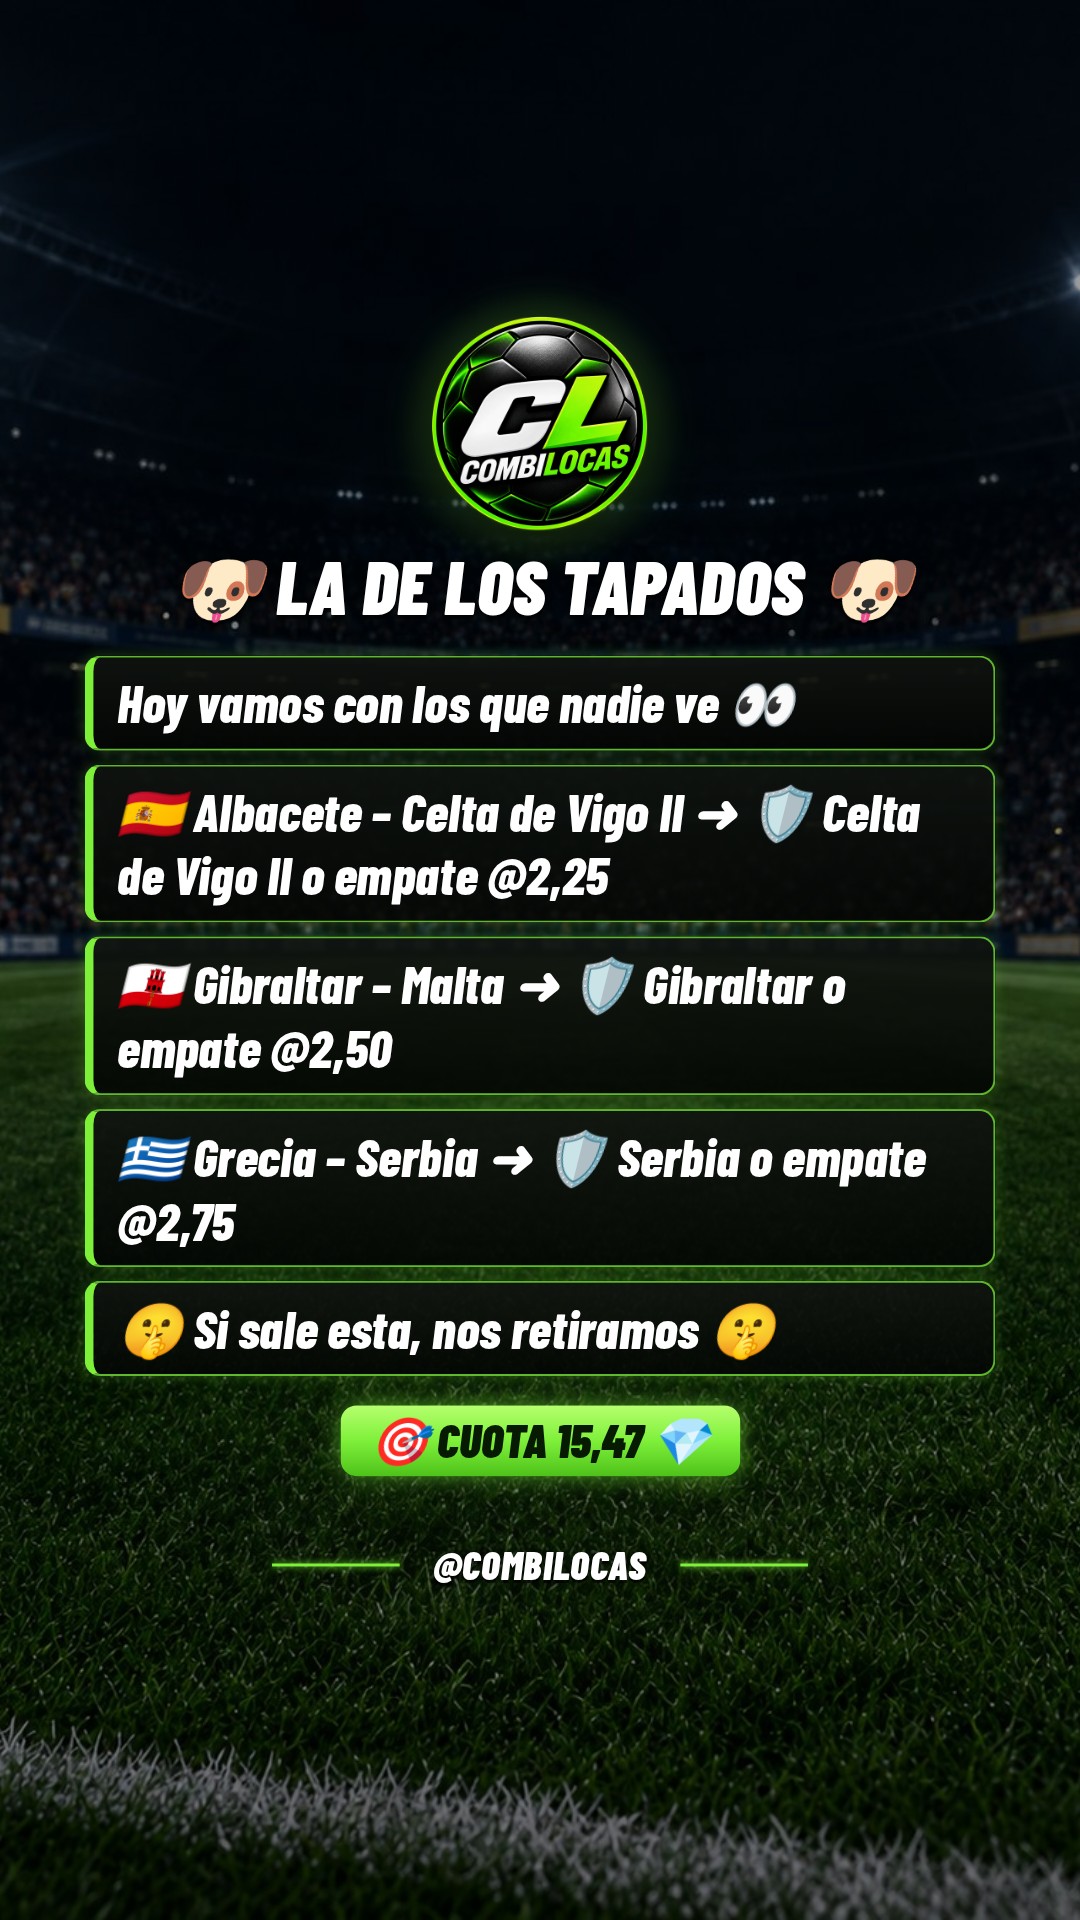 CL
COMBILOCAS
🐶 LA DE LOS TAPADOS 🐶
Hoy vamos con los que nadie ve 👀
🇪🇸 Albacete - Celta de Vigo II ➜ 🛡️ Celta
de Vigo II o empate @2,25
🇬🇮 Gibraltar - Malta ➜ 🛡️ Gibraltar o
empate @2,50
🇬🇷 Grecia - Serbia ➜ 🛡️ Serbia o empate
@2,75
🤫 Si sale esta, nos retiramos 🤫
🎯 CUOTA 15,47 💎
@COMBILOCAS